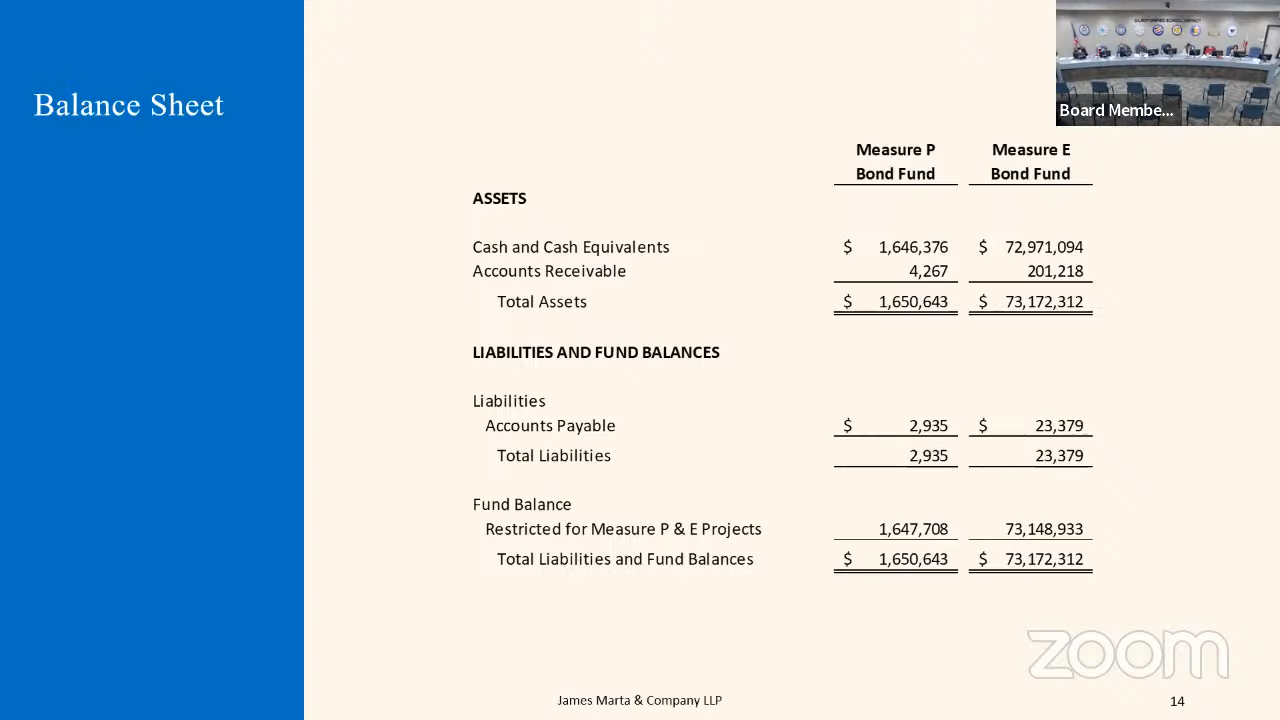 Balance Sheet
Board Membe...
Measure P Measure E
Bond Fund Bond Fund
ASSETS
Cash and Cash Equivalents $ 1,646,376 $ 72,971,094
Accounts Receivable 4,267 201,218
Total Assets $ 1,650,643 $ 73,172,312
LIABILITIES AND FUND BALANCES
Liabilities
Accounts Payable $ 2,935 $ 23,379
Total Liabilities 2,935 23,379
Fund Balance
Restricted for Measure P & E Projects 1,647,708 73,148,933
Total Liabilities and Fund Balances $ 1,650,643 $ 73,172,312
zoom
James Marta & Company LLP 14